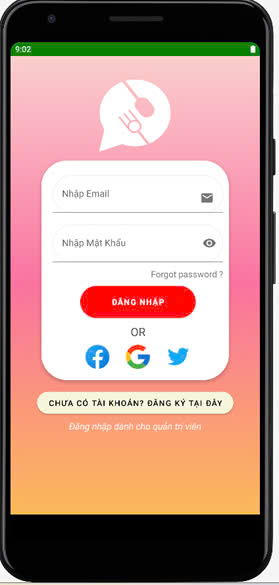 9:02
Nhập Email
Nhập Mật Khẩu
Forgot password ?
ĐĂNG NHẬP
OR
CHƯA CÓ TÀI KHOẢN? ĐĂNG KÝ TẠI ĐÂY
Đăng nhập dành cho quản trị viên